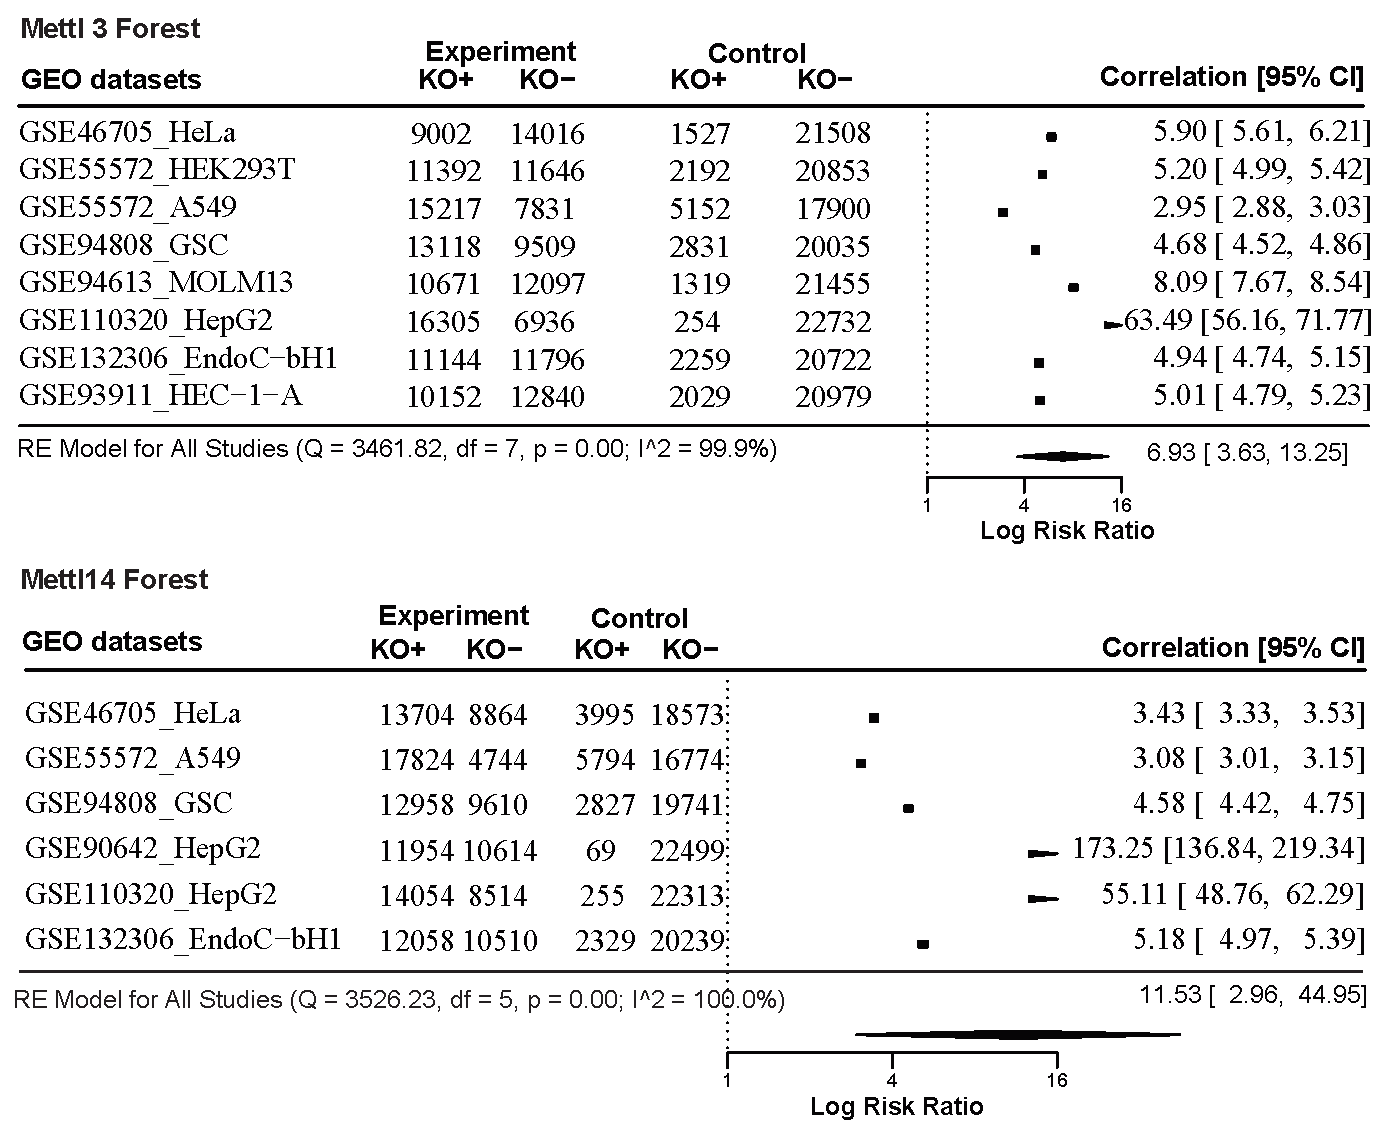 Mettl 3 Forest
Experiment Control
GEO datasets KO+ KO− KO+ KO− Correlation [95% CI]
GSE46705_HeLa 9002 14016 1527 21508 5.90 [ 5.61, 6.21]
GSE55572_HEK293T 11392 11646 2192 20853 5.20 [ 4.99, 5.42]
GSE55572_A549 15217 7831 5152 17900 2.95 [ 2.88, 3.03]
GSE94808_GSC 13118 9509 2831 20035 4.68 [ 4.52, 4.86]
GSE94613_MOLM13 10671 12097 1319 21455 8.09 [ 7.67, 8.54]
GSE110320_HepG2 16305 6936 254 22732 63.49 [56.16, 71.77]
GSE132306_EndoC−bH1 11144 11796 2259 20722 4.94 [ 4.74, 5.15]
GSE93911_HEC−1−A 10152 12840 2029 20979 5.01 [ 4.79, 5.23]
RE Model for All Studies (Q = 3461.82, df = 7, p = 0.00; I^2 = 99.9%) 6.93 [ 3.63, 13.25]
1 4 16
Log Risk Ratio
Mettl14 Forest
Experiment Control
GEO datasets KO+ KO− KO+ KO− Correlation [95% CI]
GSE46705_HeLa 13704 8864 3995 18573 3.43 [ 3.33, 3.53]
GSE55572_A549 17824 4744 5794 16774 3.08 [ 3.01, 3.15]
GSE94808_GSC 12958 9610 2827 19741 4.58 [ 4.42, 4.75]
GSE90642_HepG2 11954 10614 69 22499 173.25 [136.84, 219.34]
GSE110320_HepG2 14054 8514 255 22313 55.11 [ 48.76, 62.29]
GSE132306_EndoC−bH1 12058 10510 2329 20239 5.18 [ 4.97, 5.39]
RE Model for All Studies (Q = 3526.23, df = 5, p = 0.00; I^2 = 100.0%) 11.53 [ 2.96, 44.95]
1 4 16
Log Risk Ratio